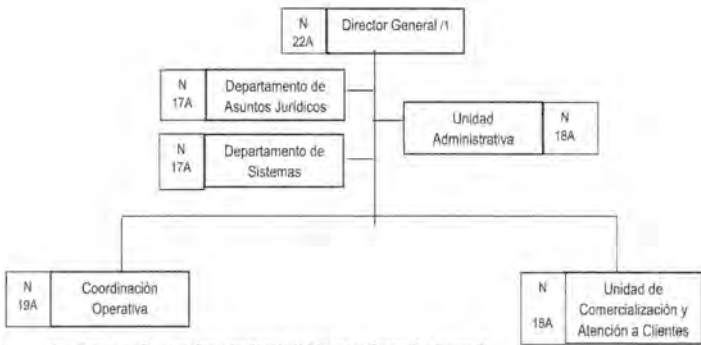 N
22A
Director General /1
N
17A
Departamento de
Asuntos Jurídicos
Unidad
Administrativa
N
18A
N
17A
Departamento de
Sistemas
N
19A
Coordinación
Operativa
N
18A
Unidad de
Comercialización y
Atención a Clientes